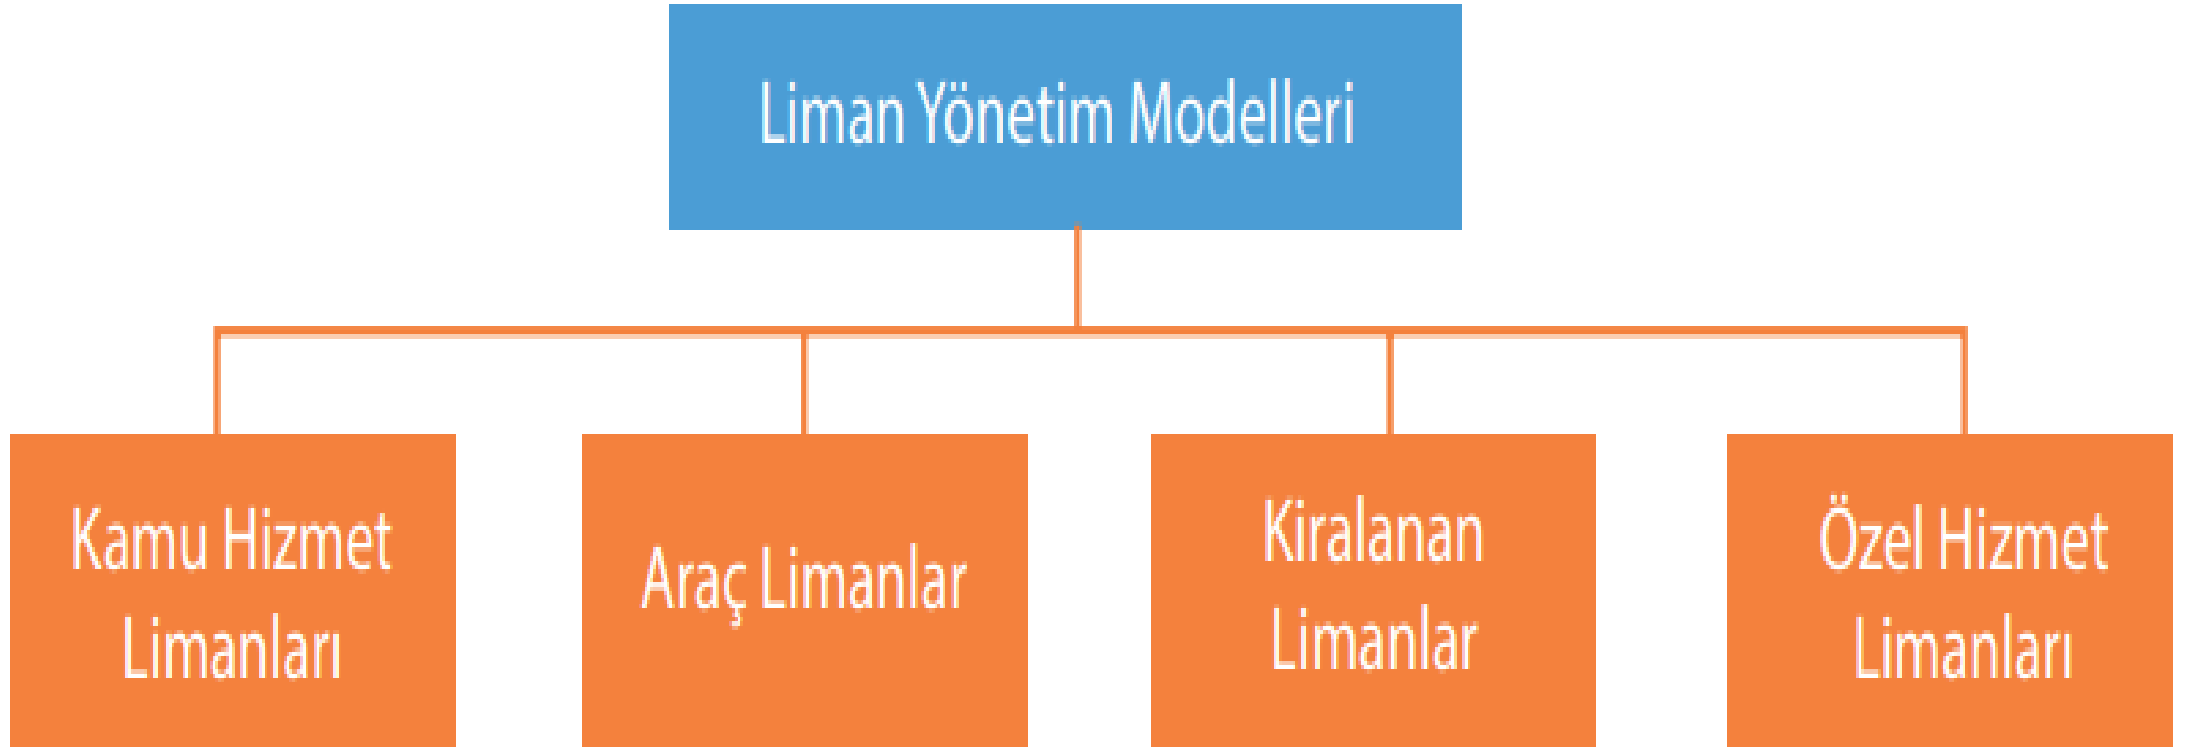 Liman Yönetim Modelleri
Kamu Hizmet
Limanları
Araç Limanlar
Kiralanan
Limanlar
Özel Hizmet
Limanları